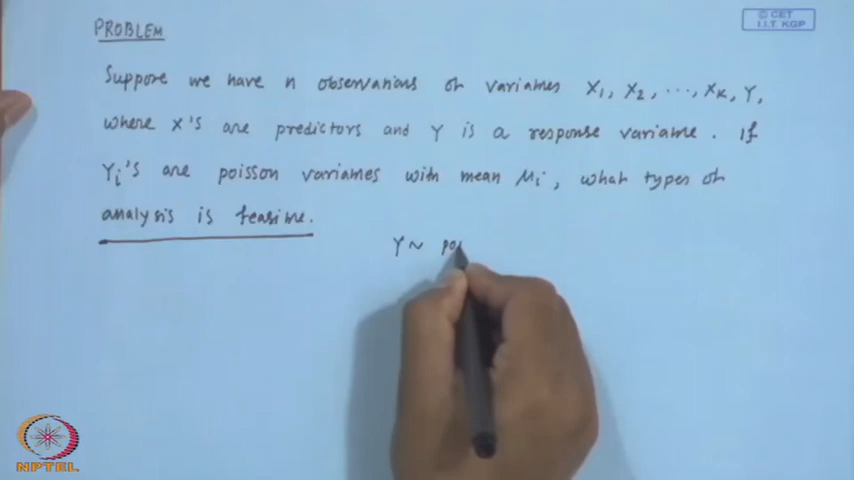 PROBLEM
© CET
I.I.T. KGP
Suppose we have n observations on variables X1, X2, ..., XK, Y,
where X's are predictors and Y is a response variable. If
Yi's are poisson variables with mean Mi, what types of
analysis is feasible.
Y ~ po
NPTEL